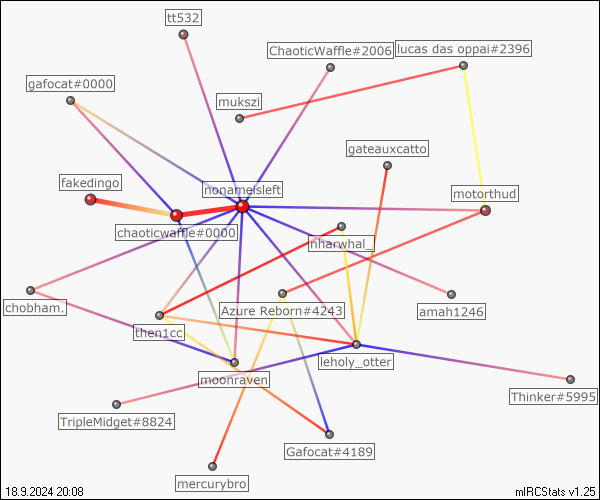 tt532
ChaoticWaffle#2006
lucas das oppai#2396
gafocat#0000
mukszi
gateauxcatto
fakedingo
nonameisleft
motorthud
chaoticwaffle#0000
nharwhal_
chobham.
Azure Reborn#4243
amah1246
then1cc
leholy_otter
moonraven
Thinker#5995
TripleMidget#8824
Gafocat#4189
mercurybro
18.9.2024 20:08
mIRCStats v1.25